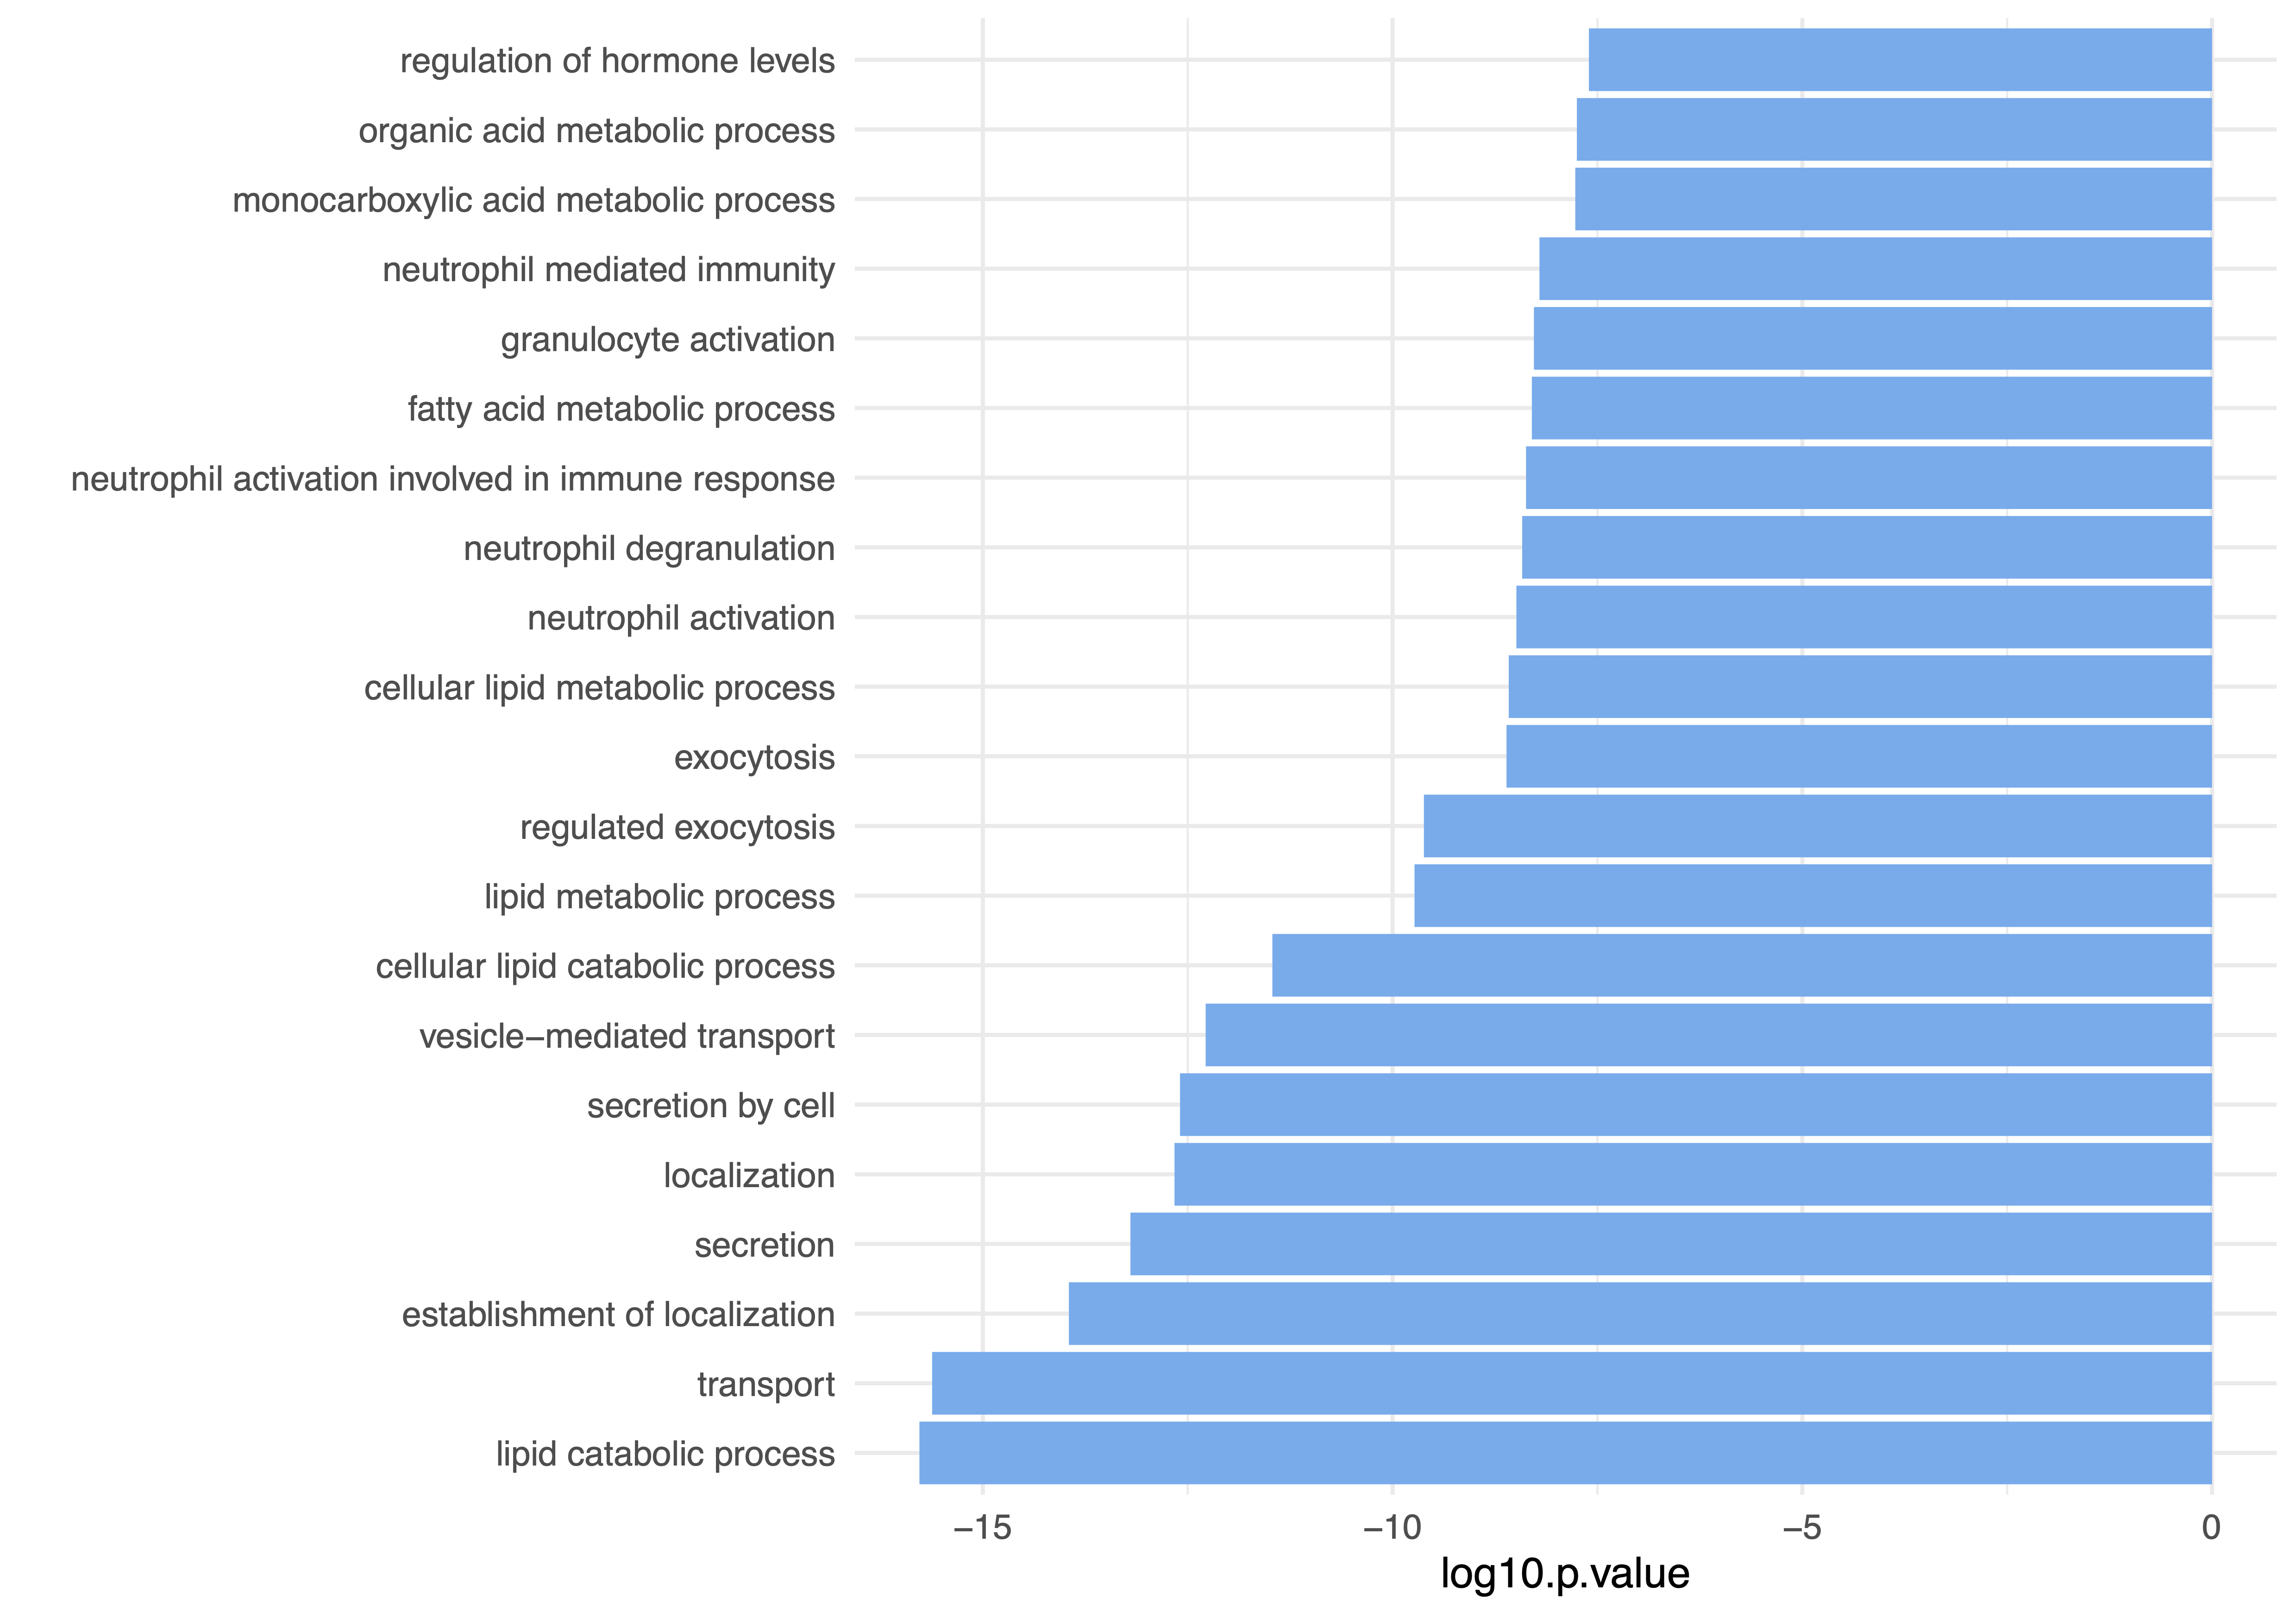 regulation of hormone levels
organic acid metabolic process
monocarboxylic acid metabolic process
neutrophil mediated immunity
granulocyte activation
fatty acid metabolic process
neutrophil activation involved in immune response
neutrophil degranulation
neutrophil activation
cellular lipid metabolic process
exocytosis
regulated exocytosis
lipid metabolic process
cellular lipid catabolic process
vesicle−mediated transport
secretion by cell
localization
secretion
establishment of localization
transport
lipid catabolic process
−15 −10 −5 0
log10.p.value